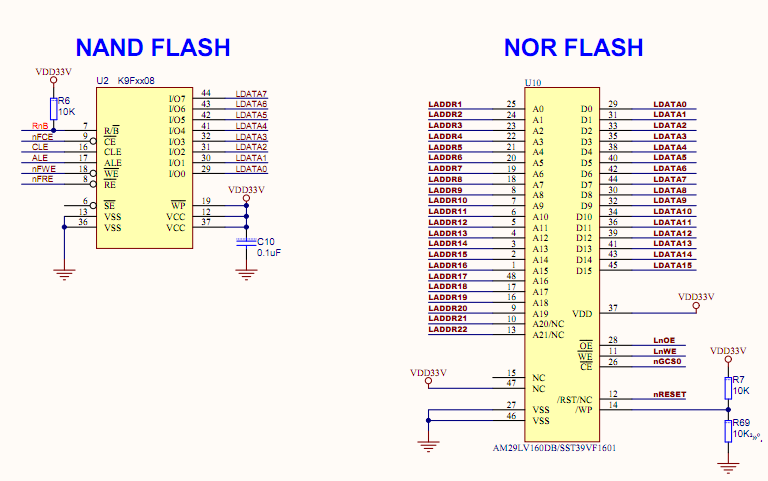 NAND FLASH
VDD33V
U2 K9Fxx08
R6
10K
RnB 7 R/B
nFCE 9 CE
CLE 16 CLE
ALE 17 ALE
nFWE 18 WE
nFRE 8 RE
6 SE
13 VSS
36 VSS
I/O7 44 LDATA7
I/O6 43 LDATA6
I/O5 42 LDATA5
I/O4 41 LDATA4
I/O3 32 LDATA3
I/O2 31 LDATA2
I/O1 30 LDATA1
I/O0 29 LDATA0
VDD33V
WP 19
VCC 12
VCC 37
C10
0.1uF
NOR FLASH
U10
LADDR1 25 A0
LADDR2 24 A1
LADDR3 23 A2
LADDR4 22 A3
LADDR5 21 A4
LADDR6 20 A5
LADDR7 19 A6
LADDR8 18 A7
LADDR9 8 A8
LADDR10 7 A9
LADDR11 6 A10
LADDR12 5 A11
LADDR13 4 A12
LADDR14 3 A13
LADDR15 2 A14
LADDR16 1 A15
LADDR17 48 A16
LADDR18 17 A17
LADDR19 16 A18
LADDR20 9 A19
LADDR21 10 A20/NC
LADDR22 13 A21/NC
VDD33V
15 NC
47 NC
27 VSS
46 VSS
D0 29 LDATA0
D1 31 LDATA1
D2 33 LDATA2
D3 35 LDATA3
D4 38 LDATA4
D5 40 LDATA5
D6 42 LDATA6
D7 44 LDATA7
D8 30 LDATA8
D9 32 LDATA9
D10 34 LDATA10
D11 36 LDATA11
D12 39 LDATA12
D13 41 LDATA13
D14 43 LDATA14
D15 45 LDATA15
VDD33V
VDD 37
OE 28 LnOE
WE 11 LnWE
CE 26 nGCS0
/RST/NC 12 nRESET
/WP 14
VDD33V
R7
10K
R69
10K
AM29LV160DB/SST39VF1601